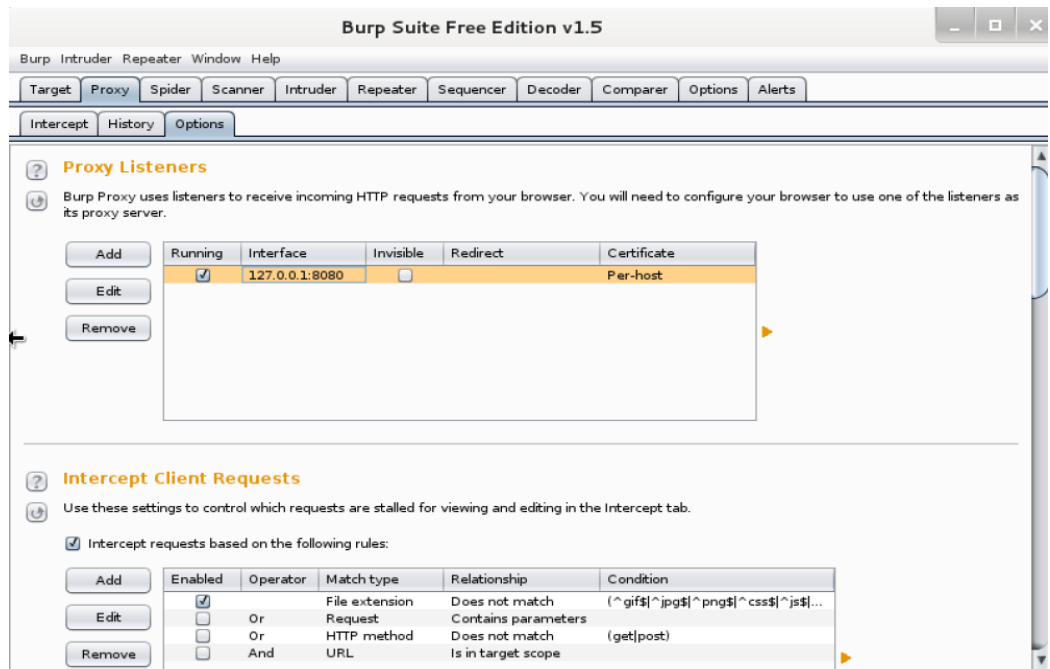 Burp Suite Free Edition v1.5
Burp Intruder Repeater Window Help
Target Proxy Spider Scanner Intruder Repeater Sequencer Decoder Comparer Options Alerts
Intercept History Options
? Proxy Listeners
Burp Proxy uses listeners to receive incoming HTTP requests from your browser. You will need to configure your browser to use one of the listeners as
its proxy server.
Add Running Interface Invisible Redirect Certificate
127.0.0.1:8080 Per-host
Edit
Remove
? Intercept Client Requests
Use these settings to control which requests are stalled for viewing and editing in the Intercept tab.
Intercept requests based on the following rules:
Add Enabled Operator Match type Relationship Condition
File extension Does not match (^gif$|^jpg$|^png$|^css$|^js$|...
Edit Or Request Contains parameters
Or HTTP method Does not match (get|post)
Remove And URL Is in target scope